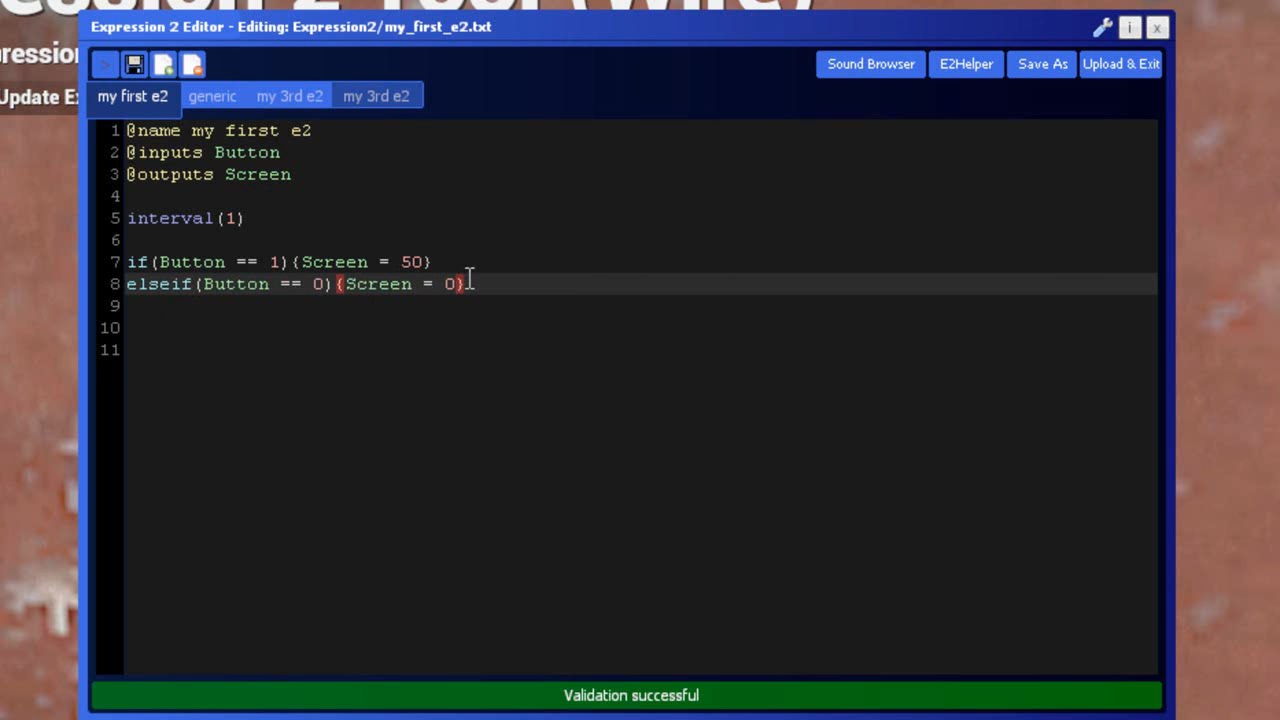 Expression 2 Editor - Editing: Expression2/my_first_e2.txt
i
x
pression
Update Ex
Sound Browser
E2Helper
Save As
Upload & Exit
my first e2
generic
my 3rd e2
my 3rd e2
1 @name my first e2
2 @inputs Button
3 @outputs Screen
4
5 interval(1)
6
7 if(Button == 1){Screen = 50}
8 elseif(Button == 0){Screen = 0}
9
10
11
Validation successful